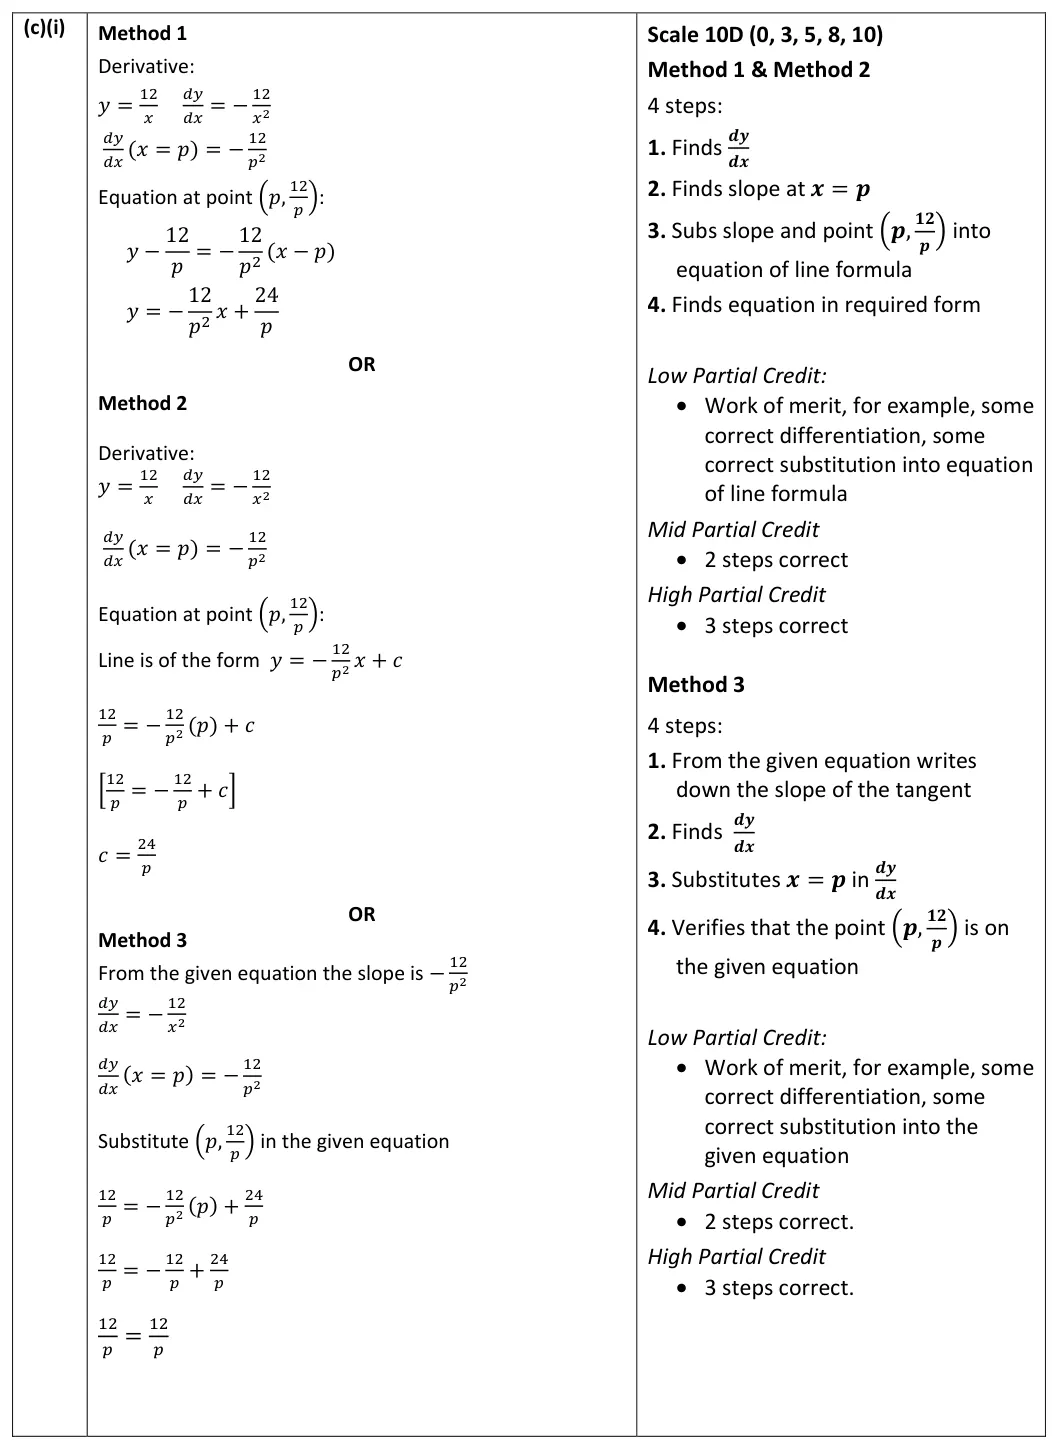 (c)(i)
Method 1
Derivative:
y = 12/x   dy/dx = −12/x²
dy/dx (x = p) = −12/p²
Equation at point (p, 12/p):
y − 12/p = −12/p² (x − p)
y = −12/p² x + 24/p
OR
Method 2
Derivative:
y = 12/x   dy/dx = −12/x²
dy/dx (x = p) = −12/p²
Equation at point (p, 12/p):
Line is of the form y = −12/p² x + c
12/p = −12/p² (p) + c
[12/p = −12/p + c]
c = 24/p
OR
Method 3
From the given equation the slope is −12/p²
dy/dx = −12/x²
dy/dx (x = p) = −12/p²
Substitute (p, 12/p) in the given equation
12/p = −12/p² (p) + 24/p
12/p = −12/p + 24/p
12/p = 12/p
Scale 10D (0, 3, 5, 8, 10)
Method 1 & Method 2
4 steps:
1. Finds dy/dx
2. Finds slope at x = p
3. Subs slope and point (p, 12/p) into
equation of line formula
4. Finds equation in required form
Low Partial Credit:
• Work of merit, for example, some
correct differentiation, some
correct substitution into equation
of line formula
Mid Partial Credit
• 2 steps correct
High Partial Credit
• 3 steps correct
Method 3
4 steps:
1. From the given equation writes
down the slope of the tangent
2. Finds dy/dx
3. Substitutes x = p in dy/dx
4. Verifies that the point (p, 12/p) is on
the given equation
Low Partial Credit:
• Work of merit, for example, some
correct differentiation, some
correct substitution into the
given equation
Mid Partial Credit
• 2 steps correct.
High Partial Credit
• 3 steps correct.